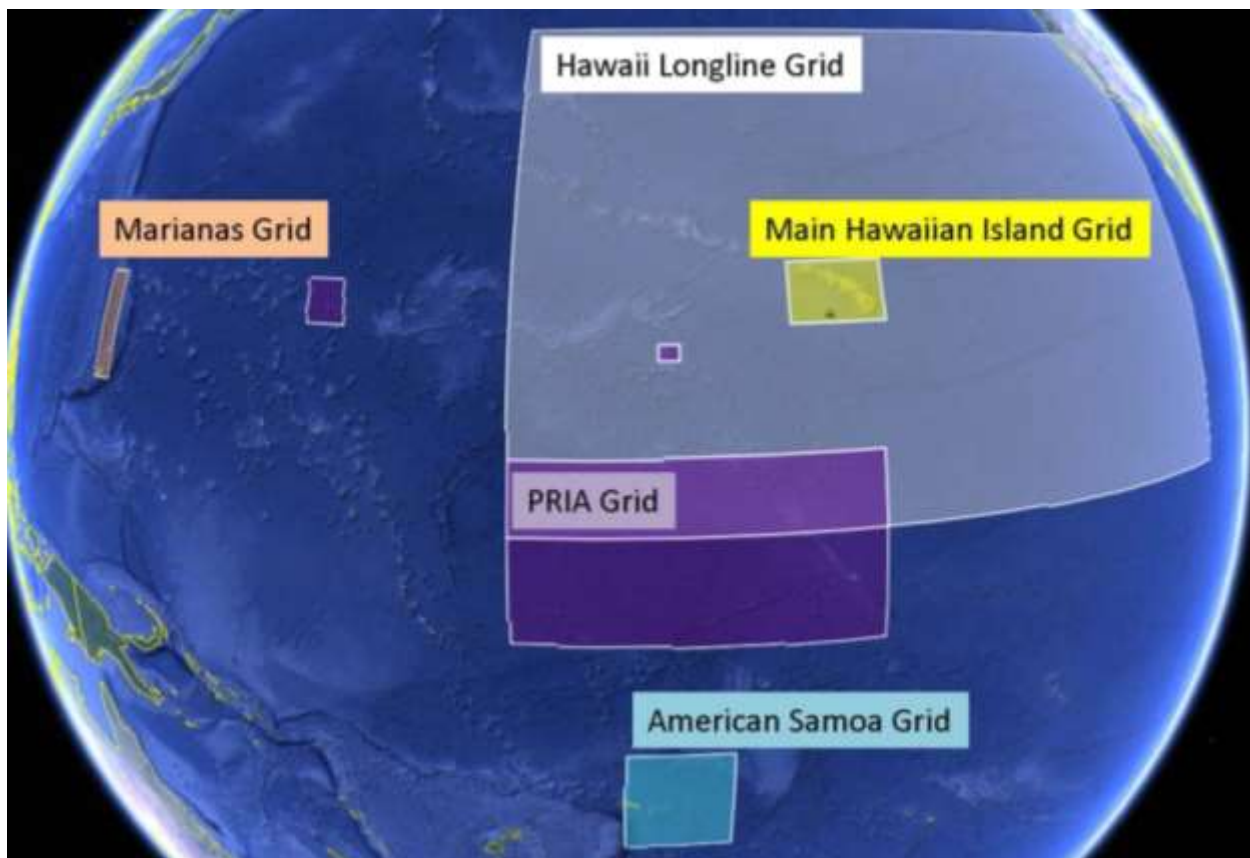 Hawaii Longline Grid
Marianas Grid
Main Hawaiian Island Grid
PRIA Grid
American Samoa Grid